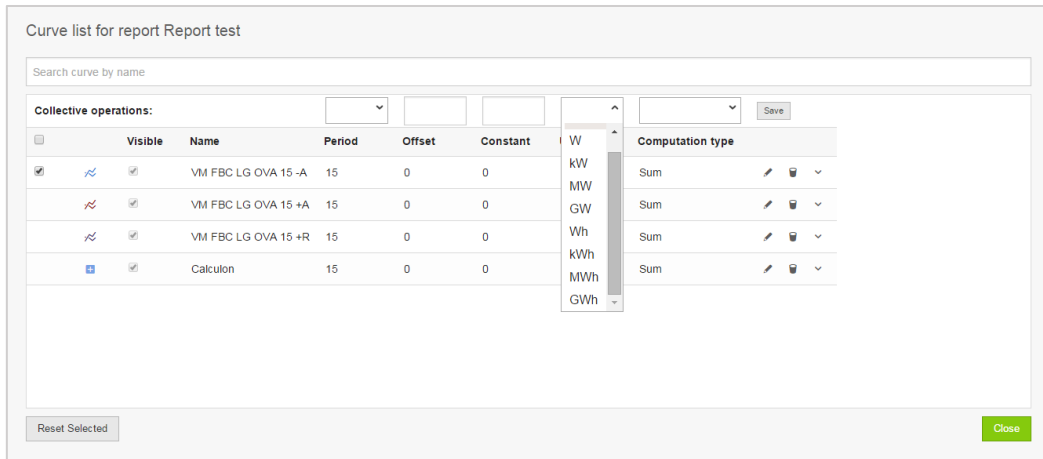 Curve list for report Report test
Search curve by name
Collective operations: Save
Visible Name Period Offset Constant Computation type
VM FBC LG OVA 15 -A 15 0 0 Sum
VM FBC LG OVA 15 +A 15 0 0 Sum
VM FBC LG OVA 15 +R 15 0 0 Sum
Calculon 15 0 0 Sum
W
kW
MW
GW
Wh
kWh
MWh
GWh
Reset Selected Close